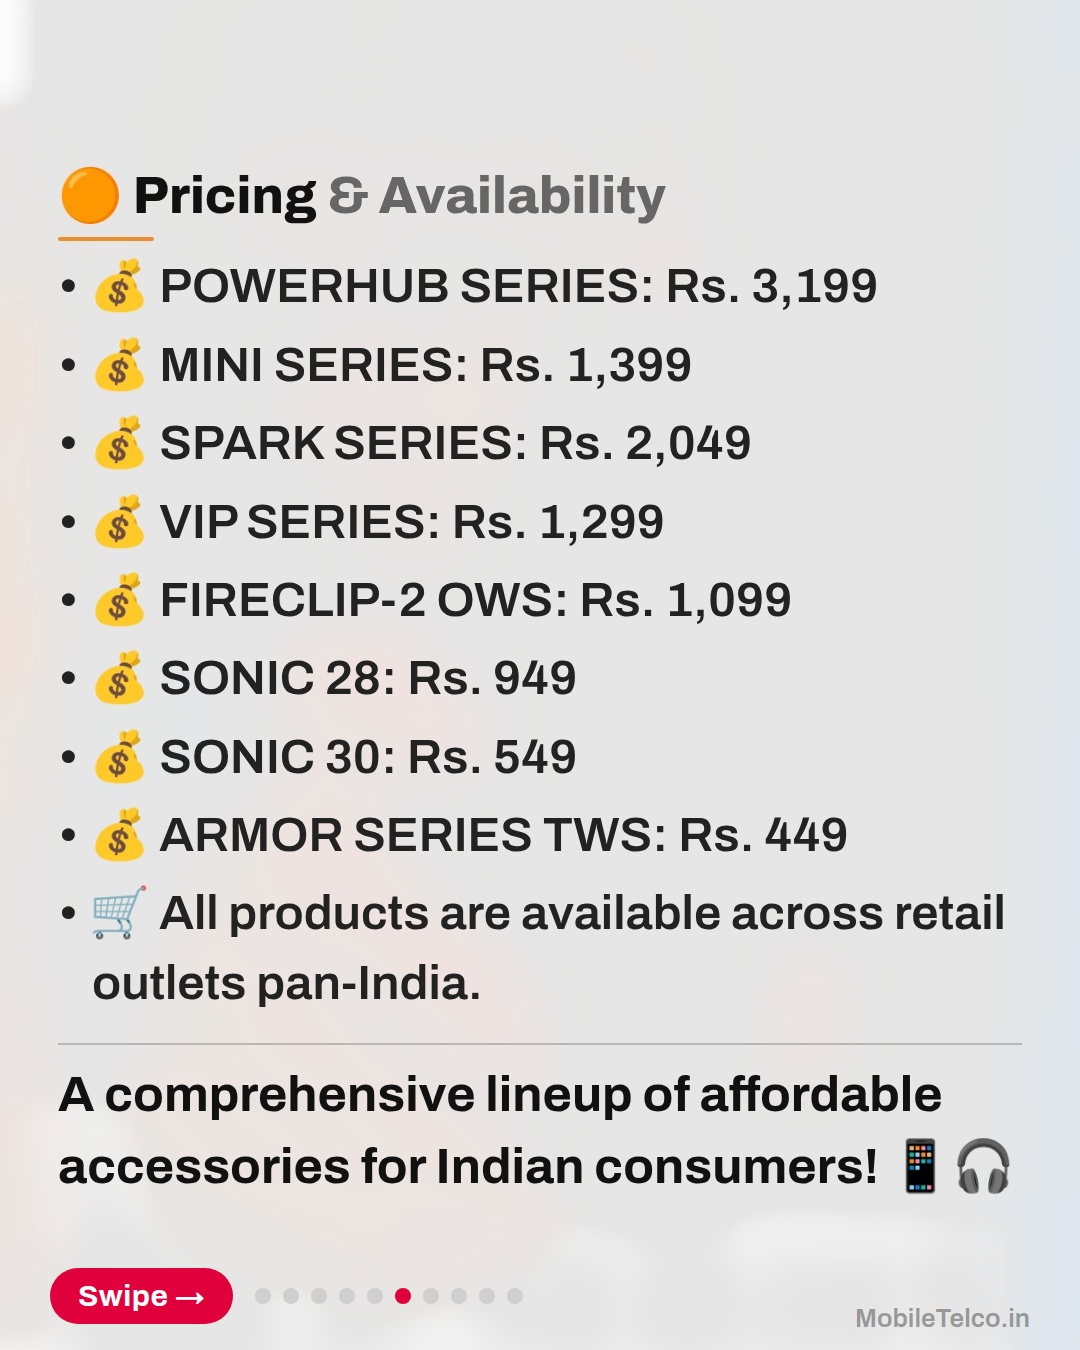 🟠 Pricing & Availability
• 💰 POWERHUB SERIES: Rs. 3,199
• 💰 MINI SERIES: Rs. 1,399
• 💰 SPARK SERIES: Rs. 2,049
• 💰 VIP SERIES: Rs. 1,299
• 💰 FIRECLIP-2 OWS: Rs. 1,099
• 💰 SONIC 28: Rs. 949
• 💰 SONIC 30: Rs. 549
• 💰 ARMOR SERIES TWS: Rs. 449
• 🛒 All products are available across retail
outlets pan-India.
A comprehensive lineup of affordable
accessories for Indian consumers! 📱 🎧
Swipe →
MobileTelco.in